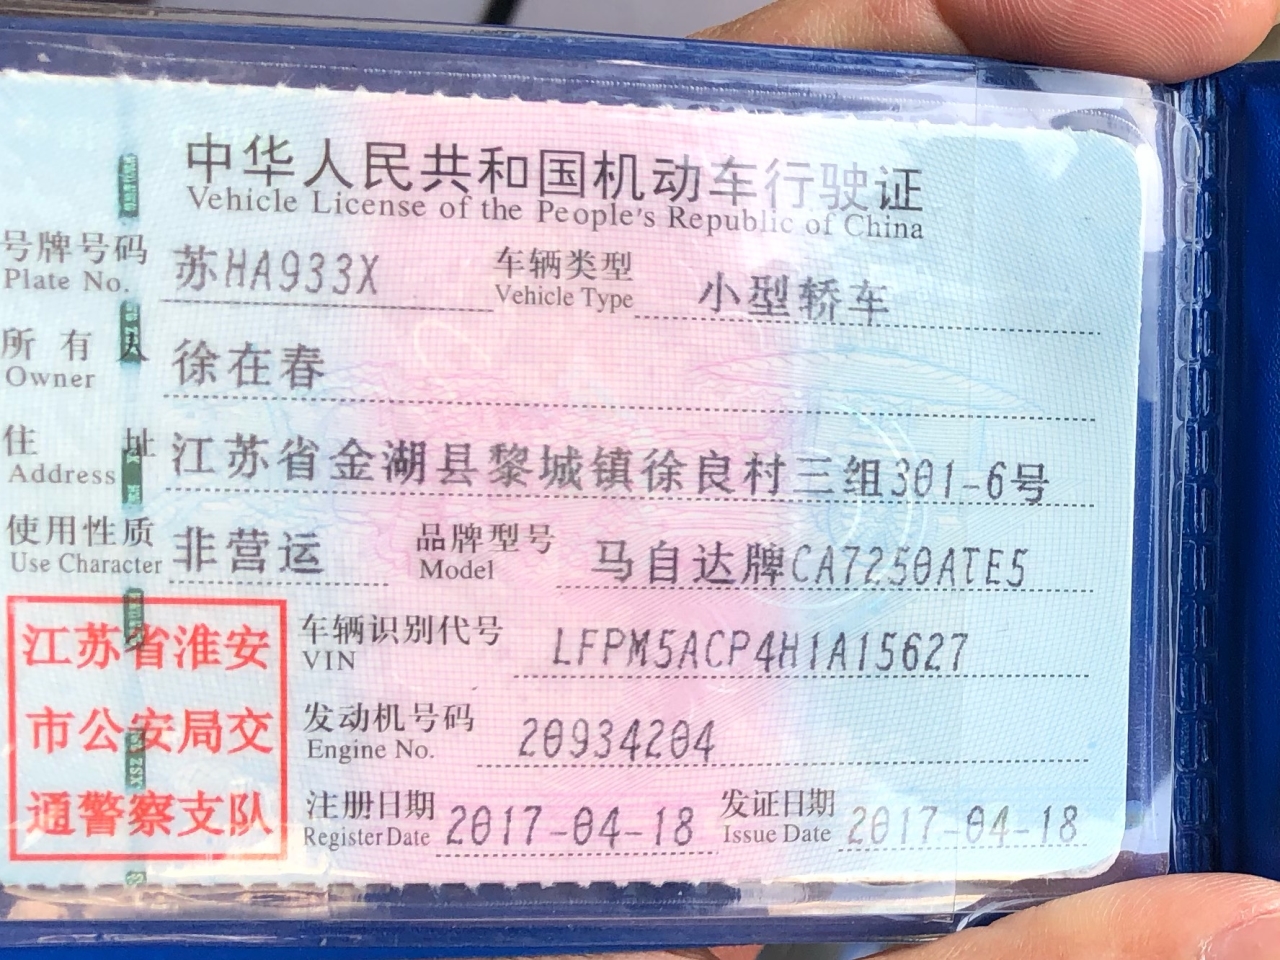 中华人民共和国机动车行驶证
Vehicle License of the People's Republic of China
号牌号码 苏HA933X 车辆类型 小型轿车
Plate No. Vehicle Type
所有人 徐在春
Owner
住址 江苏省金湖县黎城镇徐良村三组301-6号
Address
使用性质 非营运 品牌型号 马自达牌CA7250ATE5
Use Character Model
江苏省淮安
市公安局交
通警察支队
车辆识别代号 LFPM5ACP4H1A15627
VIN
发动机号码 20934204
Engine No.
注册日期 2017-04-18 发证日期 2017-04-18
Register Date Issue Date